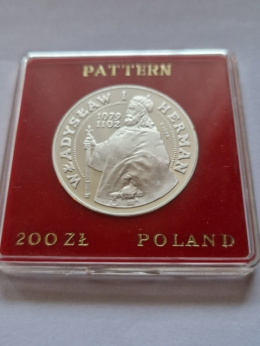 PATTERN
WŁADYSŁAW I HERMAN
1079
1102
200 ZŁ POLAND